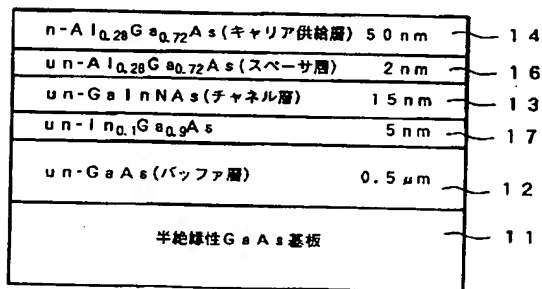 n-Al0.28Ga0.72As(キャリア供給層) 50nm 14
un-Al0.28Ga0.72As(スペーサ層) 2nm 16
un-GaInNAs(チャネル層) 15nm 13
un-In0.1Ga0.9As 5nm 17
un-GaAs(バッファ層) 0.5μm 12
半絶縁性GaAs基板 11